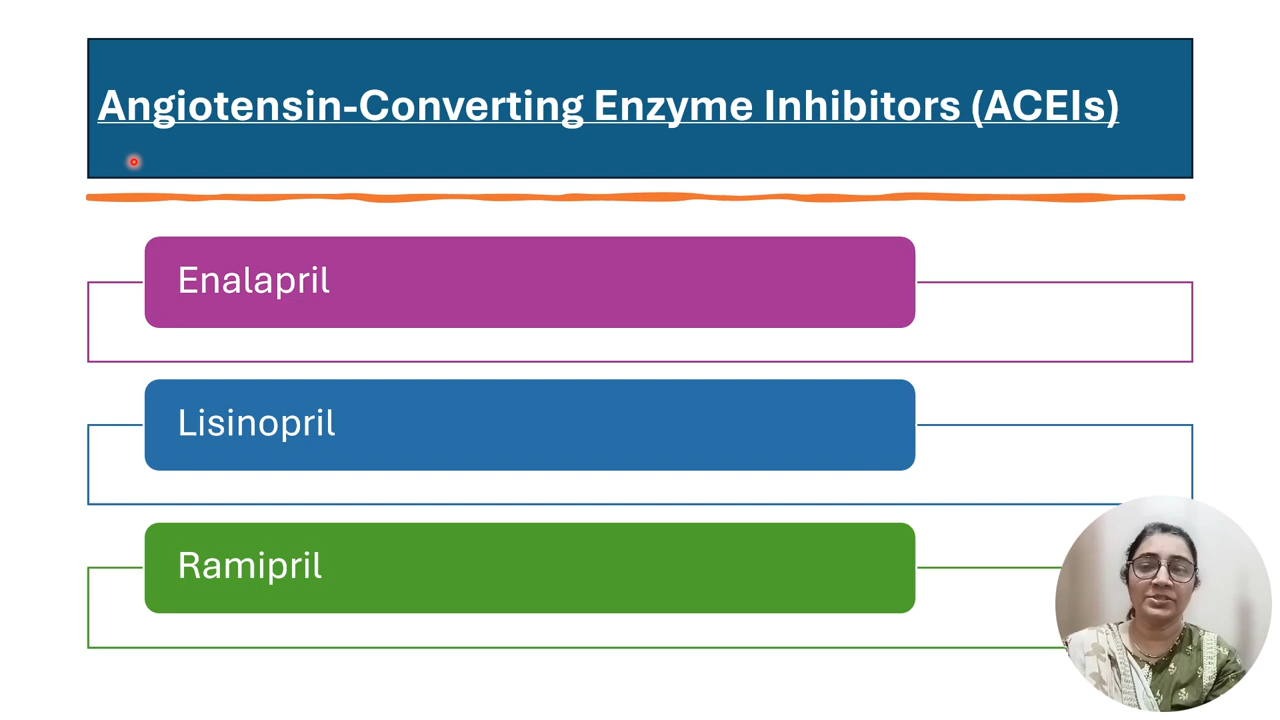 Angiotensin-Converting Enzyme Inhibitors (ACEIs)
Enalapril
Lisinopril
Ramipril